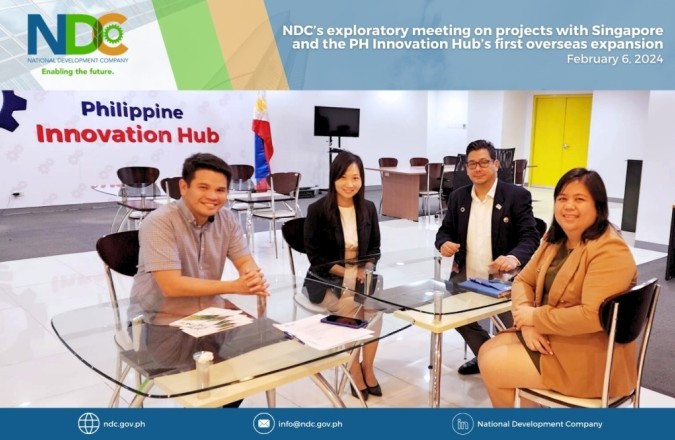 NDC
NATIONAL DEVELOPMENT COMPANY
Enabling the future.
NDC's exploratory meeting on projects with Singapore
and the PH Innovation Hub's first overseas expansion
February 6, 2024
Philippine
Innovation Hub
ndc.gov.ph
info@ndc.gov.ph
in
National Development Company